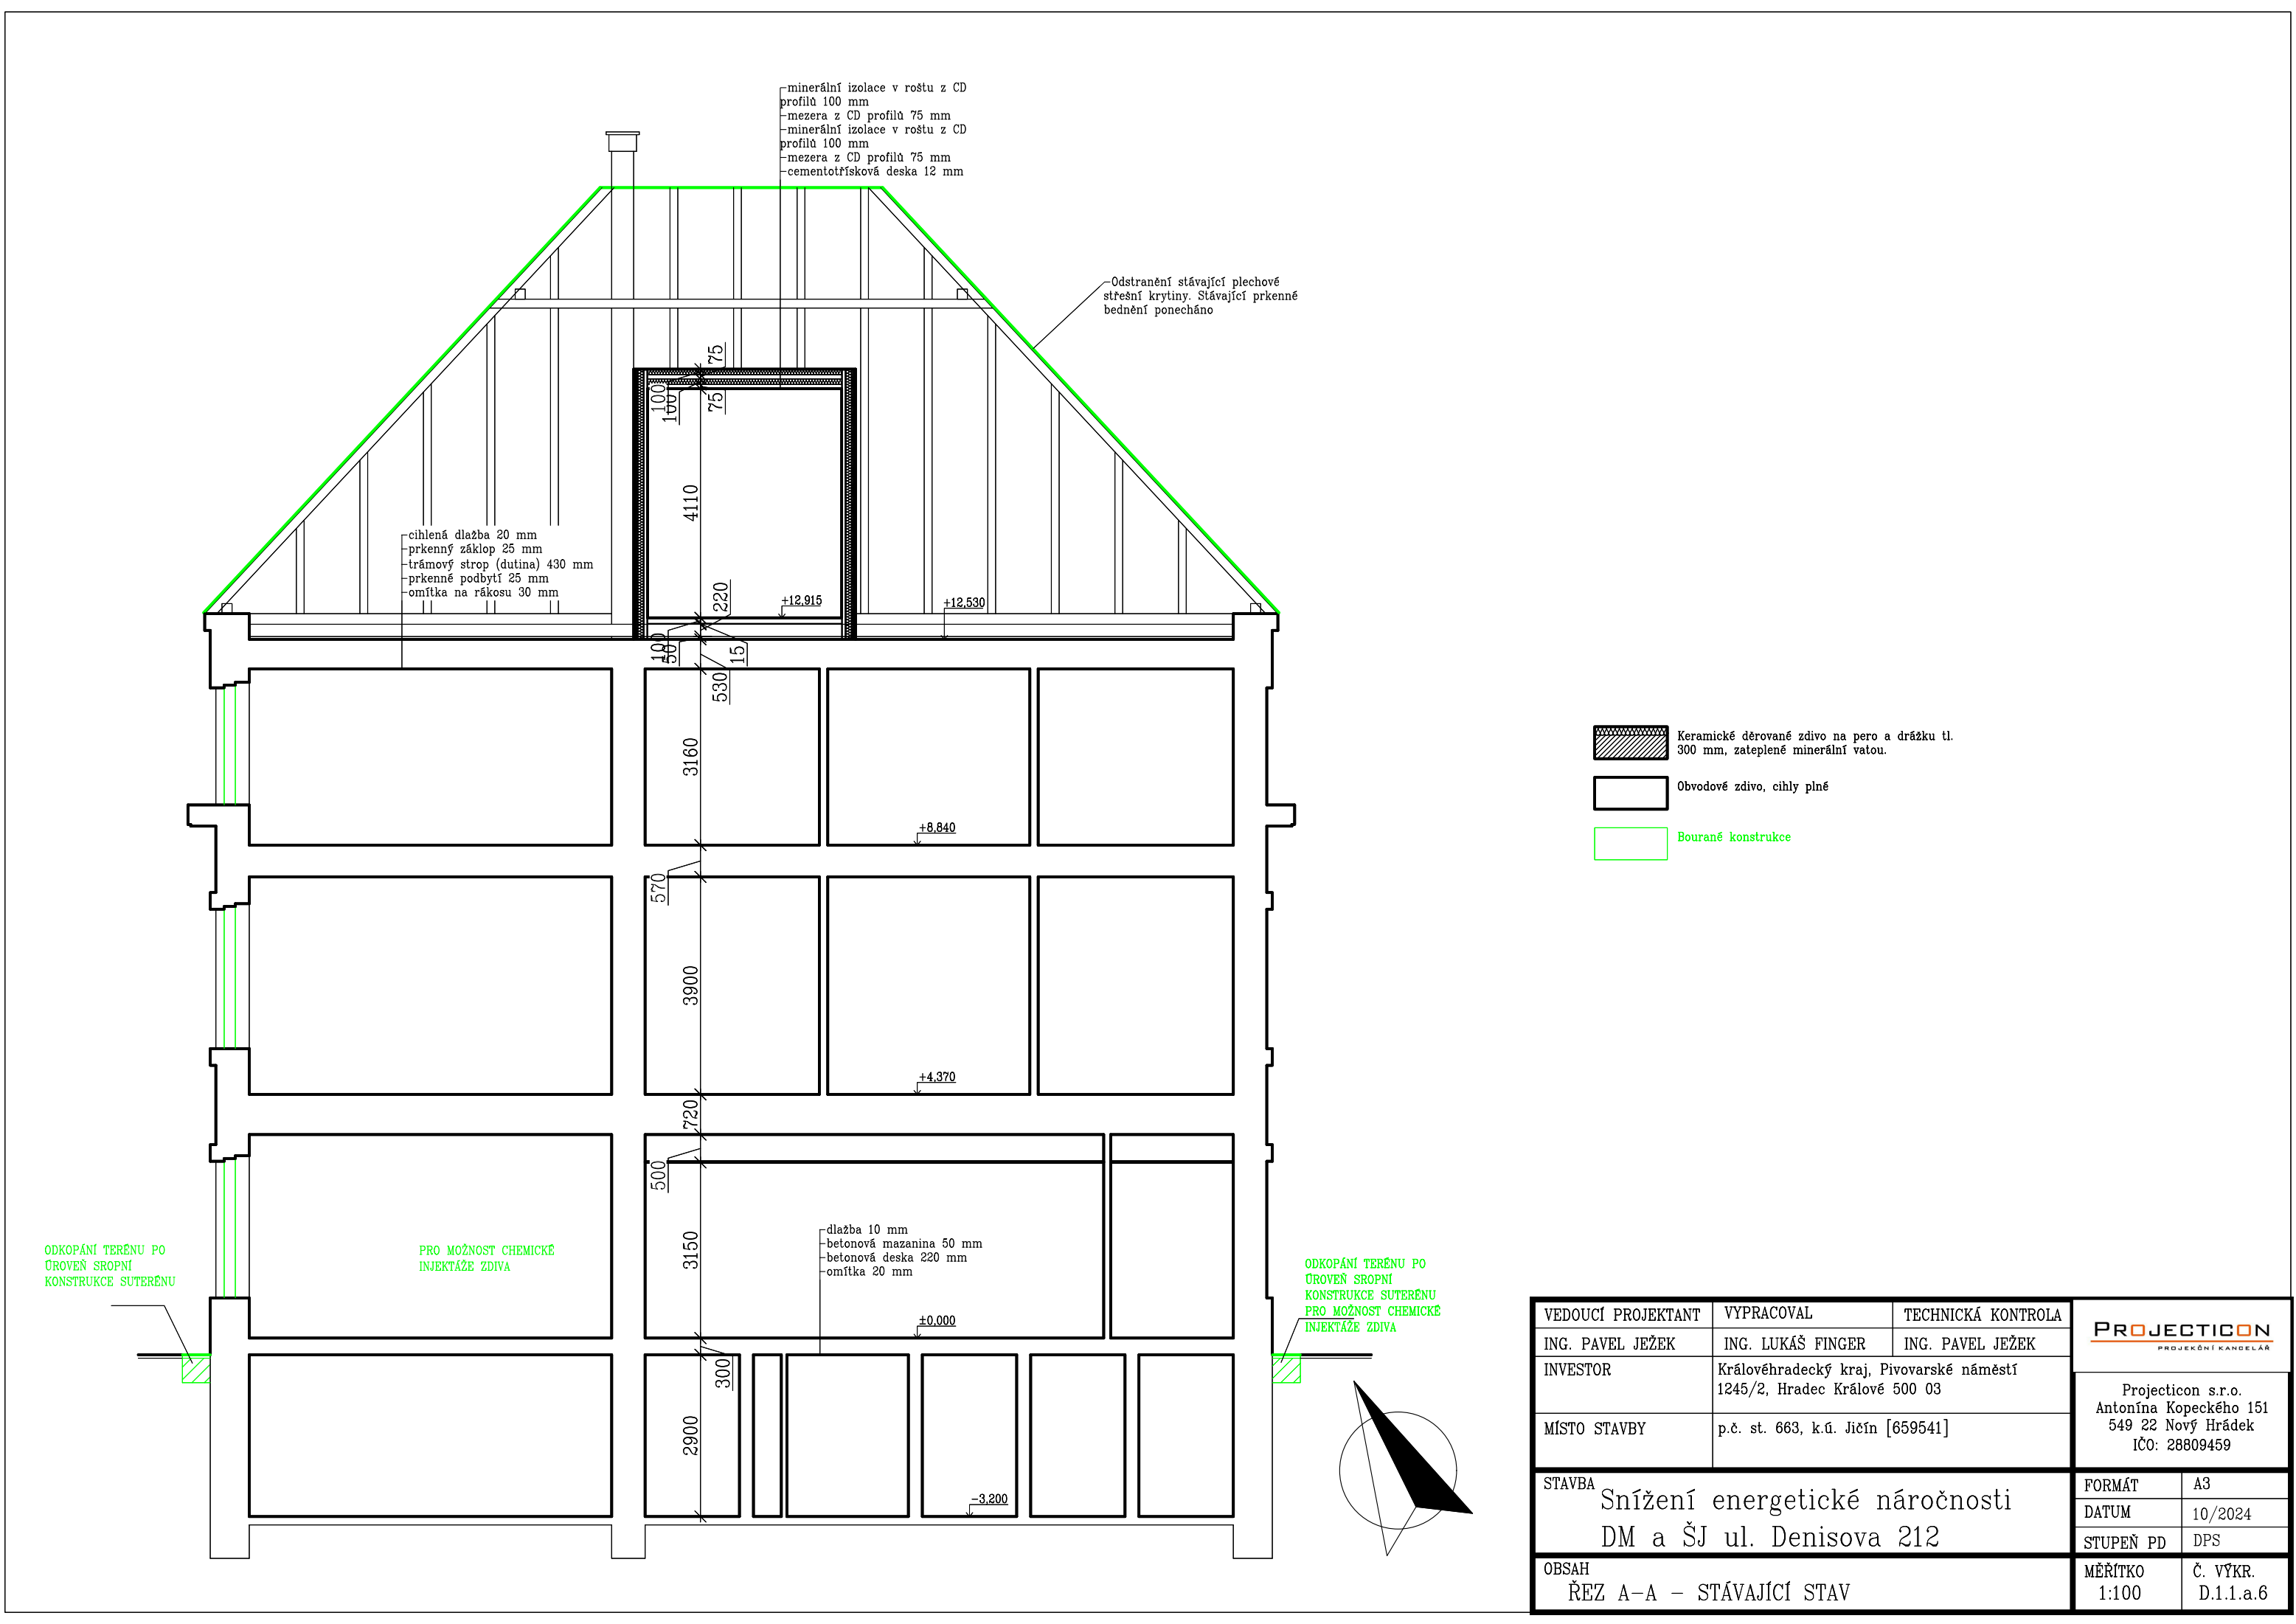 minerální izolace v roštu z CD
profilů 100 mm
mezera z CD profilů 75 mm
minerální izolace v roštu z CD
profilů 100 mm
mezera z CD profilů 75 mm
cementotřísková deska 12 mm
Odstranění stávající plechové
střešní krytiny. Stávající prkenné
bednění ponecháno
75
100
100
75
4110
cihlená dlažba 20 mm
prkenný záklop 25 mm
trámový strop (dutina) 430 mm
prkenné podbytí 25 mm
omítka na rákosu 30 mm
220
+12,915
+12,530
100
50
15
530
3160
Keramické děrované zdivo na pero a drážku tl.
300 mm, zateplené minerální vatou.
Obvodové zdivo, cihly plné
Bourané konstrukce
+8,840
570
3900
+4,370
720
500
3150
dlažba 10 mm
betonová mazanina 50 mm
betonová deska 220 mm
omítka 20 mm
ODKOPÁNÍ TERÉNU PO
ÚROVEŇ SROPNÍ
KONSTRUKCE SUTERÉNU
PRO MOŽNOST CHEMICKÉ
INJEKTÁŽE ZDIVA
ODKOPÁNÍ TERÉNU PO
ÚROVEŇ SROPNÍ
KONSTRUKCE SUTERÉNU
PRO MOŽNOST CHEMICKÉ
INJEKTÁŽE ZDIVA
±0,000
300
2900
-3,200
VEDOUCÍ PROJEKTANT
VYPRACOVAL
TECHNICKÁ KONTROLA
ING. PAVEL JEŽEK
ING. LUKÁŠ FINGER
ING. PAVEL JEŽEK
INVESTOR
Královéhradecký kraj, Pivovarské náměstí
1245/2, Hradec Králové 500 03
MÍSTO STAVBY
p.č. st. 663, k.ú. Jičín [659541]
PROJECTICON
PROJEKČNÍ KANCELÁŘ
Projecticon s.r.o.
Antonína Kopeckého 151
549 22 Nový Hrádek
IČO: 28809459
STAVBA
Snížení energetické náročnosti
DM a ŠJ ul. Denisova 212
FORMÁT
A3
DATUM
10/2024
STUPEŇ PD
DPS
OBSAH
ŘEZ A-A - STÁVAJÍCÍ STAV
MĚŘÍTKO
1:100
Č. VÝKR.
D.1.1.a.6